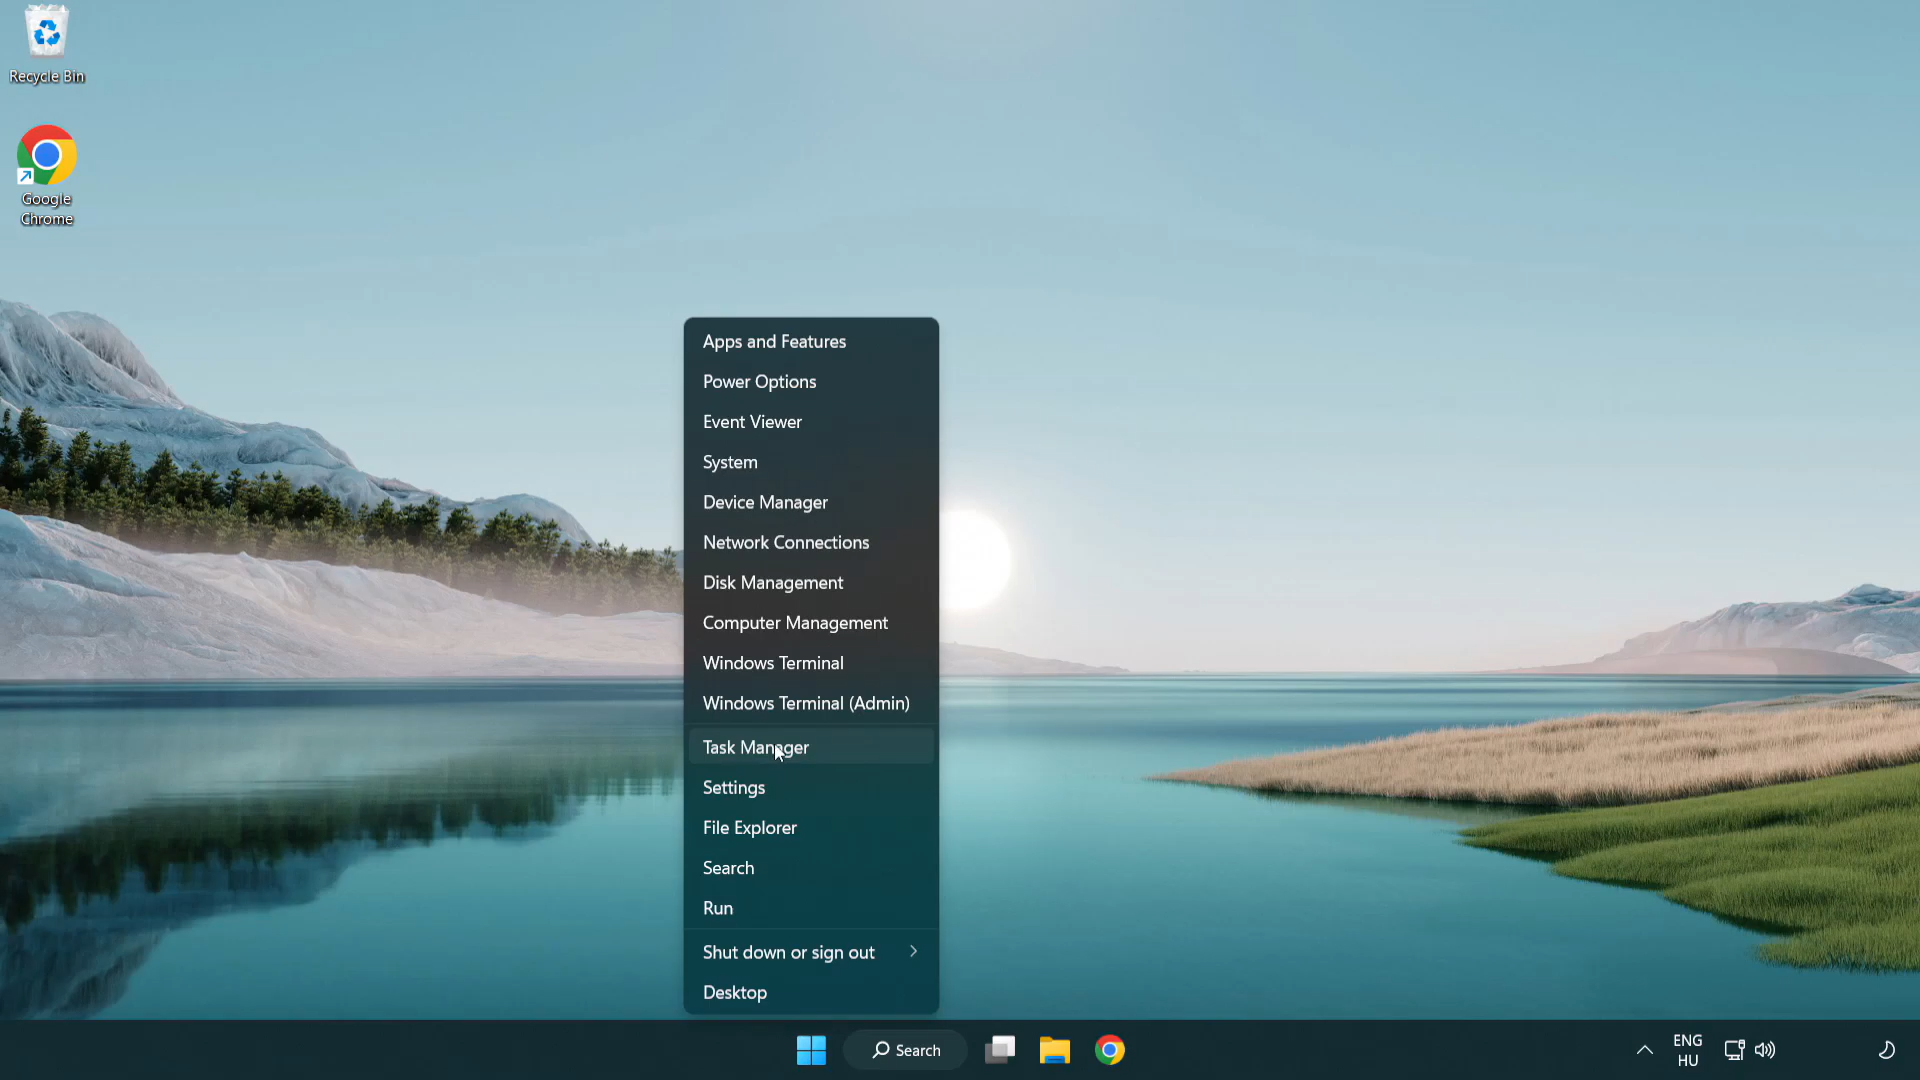 Recycle Bin
Google
Chrome
Apps and Features
Power Options
Event Viewer
System
Device Manager
Network Connections
Disk Management
Computer Management
Windows Terminal
Windows Terminal (Admin)
Task Manager
Settings
File Explorer
Search
Run
Shut down or sign out
Desktop
Search
ENG
HU